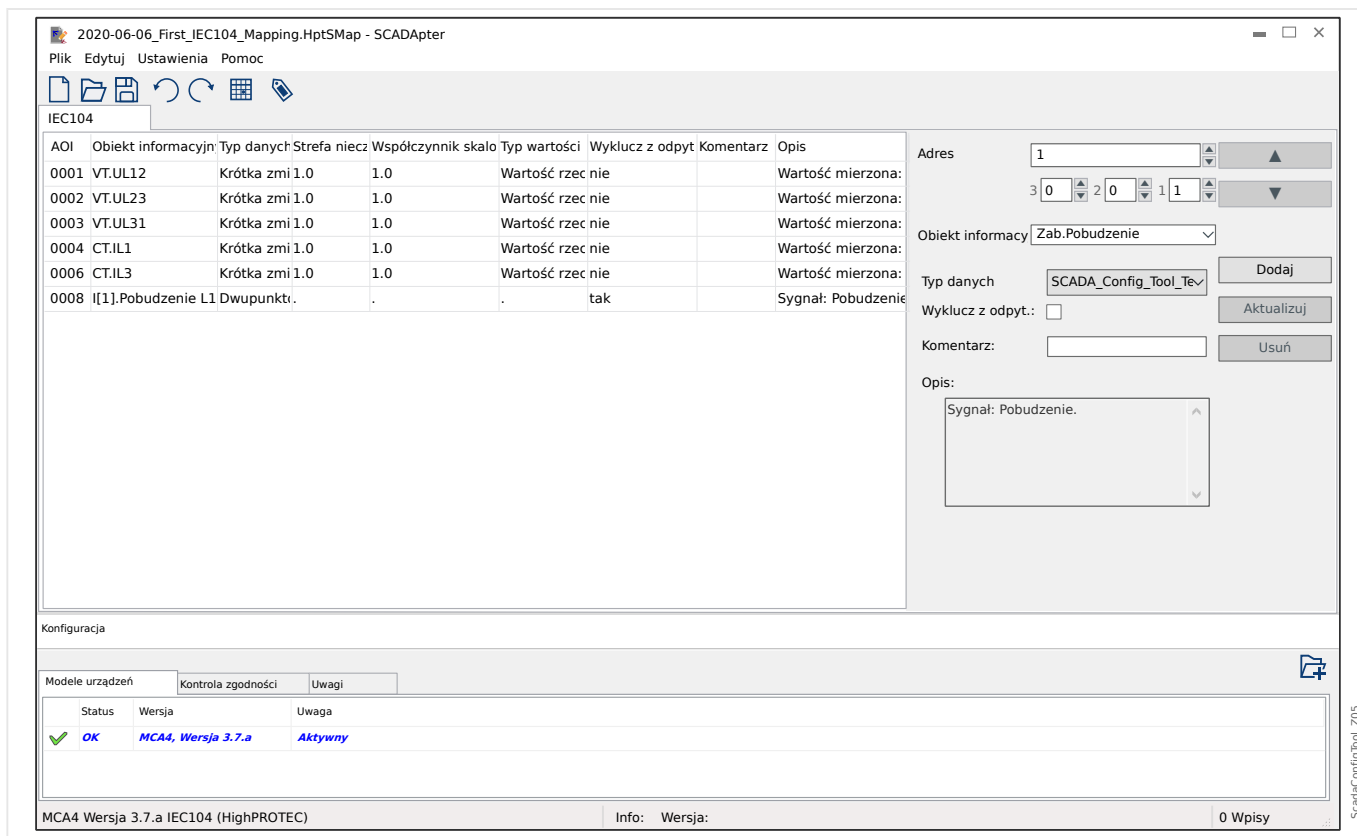 2020-06-06_First_IEC104_Mapping.HptSMap - SCADApter
Plik Edytuj Ustawienia Pomoc
IEC104
AOI Obiekt informacyjn Typ danych Strefa niecz Współczynnik skalo Typ wartości Wyklucz z odpyt Komentarz Opis
0001 VT.UL12 Krótka zmi 1.0 1.0 Wartość rzec nie Wartość mierzona:
0002 VT.UL23 Krótka zmi 1.0 1.0 Wartość rzec nie Wartość mierzona:
0003 VT.UL31 Krótka zmi 1.0 1.0 Wartość rzec nie Wartość mierzona:
0004 CT.IL1 Krótka zmi 1.0 1.0 Wartość rzec nie Wartość mierzona:
0006 CT.IL3 Krótka zmi 1.0 1.0 Wartość rzec nie Wartość mierzona:
0008 I[1].Pobudzenie L1 Dwupunkto . . . tak Sygnał: Pobudzenie
Adres 1
3 0 2 0 1 1
Obiekt informacy Zab.Pobudzenie
Dodaj
Typ danych SCADA_Config_Tool_Te
Wyklucz z odpyt.: Aktualizuj
Komentarz: Usuń
Opis:
Sygnał: Pobudzenie.
Konfiguracja
Modele urządzeń Kontrola zgodności Uwagi
Status Wersja Uwaga
OK MCA4, Wersja 3.7.a Aktywny
MCA4 Wersja 3.7.a IEC104 (HighPROTEC) Info: Wersja: 0 Wpisy
ScadaConfigTool_Z05